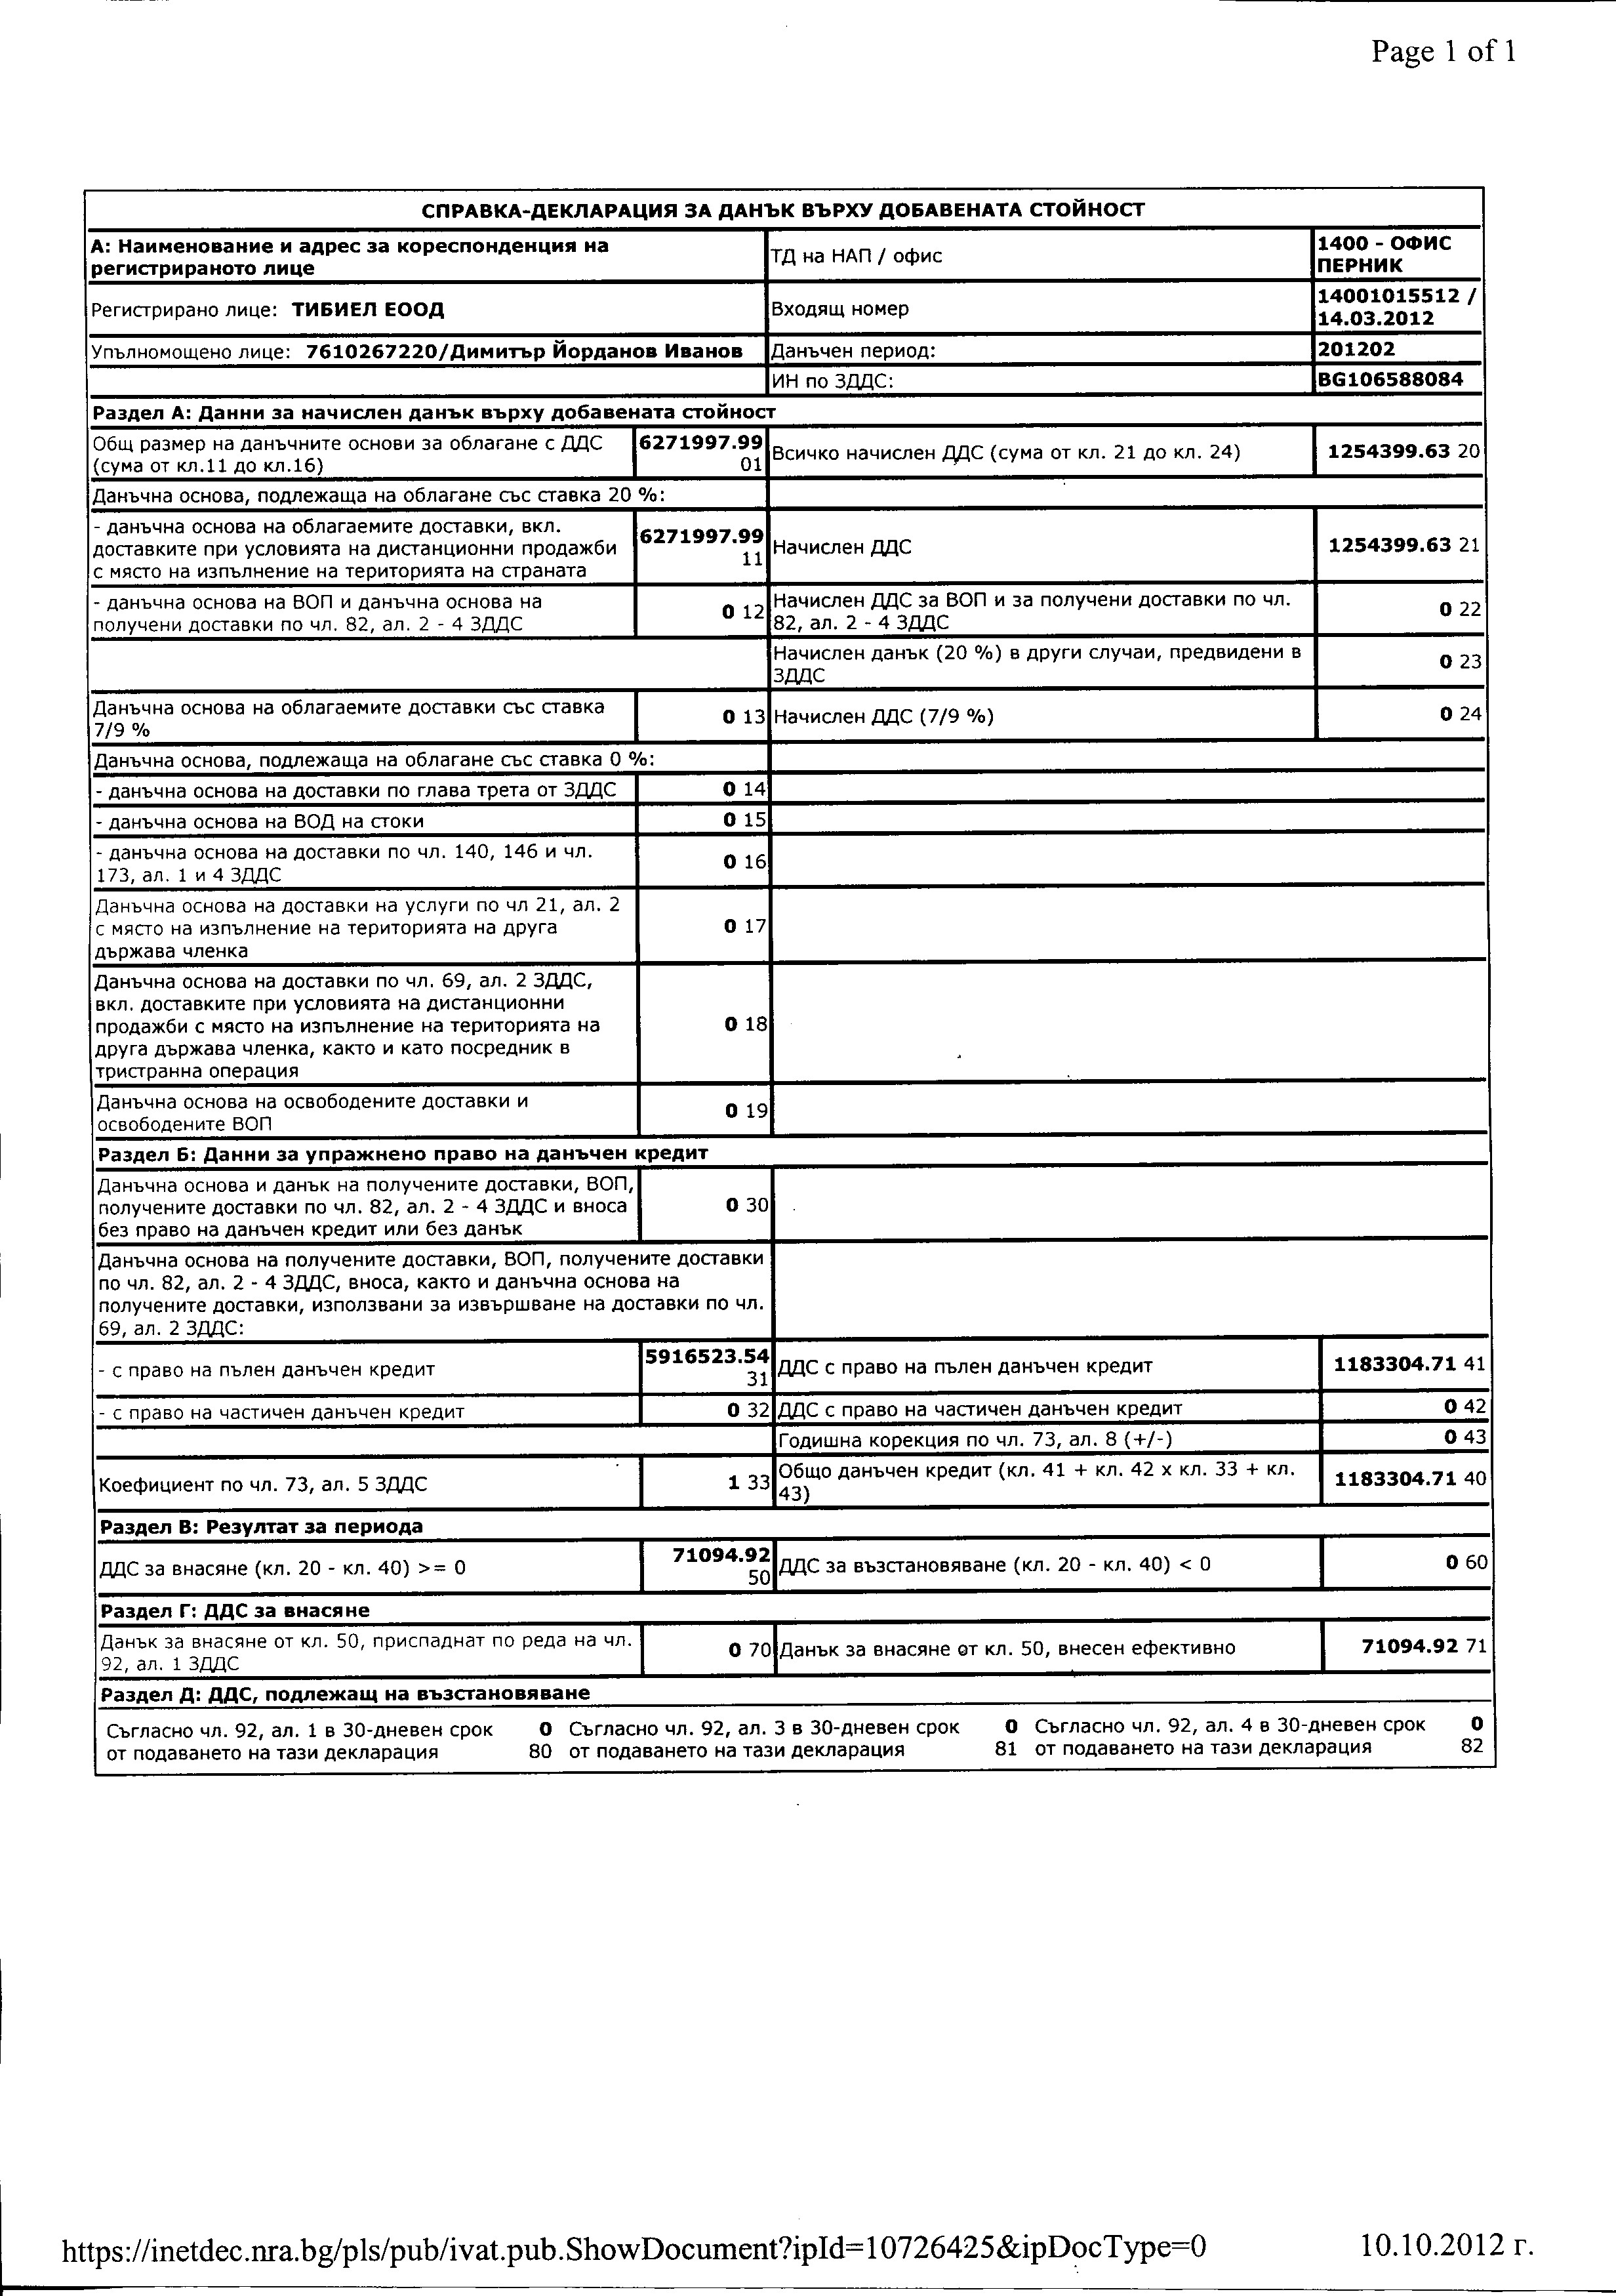 Page 1 of 1
СПРАВКА-ДЕКЛАРАЦИЯ ЗА ДАНЪК ВЪРХУ ДОБАВЕНАТА СТОЙНОСТ
А: Наименование и адрес за кореспонденция на
регистрираното лице
ТД на НАП / офис
1400 - ОФИС
ПЕРНИК
Регистрирано лице: ТИБИЕЛ ЕООД
Входящ номер
14001015512 /
14.03.2012
Упълномощено лице: 7610267220/Димитър Йорданов Иванов
Данъчен период:
201202
ИН по ЗДДС:
BG106588084
Раздел А: Данни за начислен данък върху добавената стойност
Общ размер на данъчните основи за облагане с ДДС
(сума от кл.11 до кл.16)
6271997.99
01
Всичко начислен ДДС (сума от кл. 21 до кл. 24)
1254399.63 20
Данъчна основа, подлежаща на облагане със ставка 20 %:
- данъчна основа на облагаемите доставки, вкл.
доставките при условията на дистанционни продажби
с място на изпълнение на територията на страната
6271997.99
11
Начислен ДДС
1254399.63 21
- данъчна основа на ВОП и данъчна основа на
получени доставки по чл. 82, ал. 2 - 4 ЗДДС
0 12
Начислен ДДС за ВОП и за получени доставки по чл.
82, ал. 2 - 4 ЗДДС
0 22
Начислен данък (20 %) в други случаи, предвидени в
ЗДДС
0 23
Данъчна основа на облагаемите доставки със ставка
7/9 %
0 13
Начислен ДДС (7/9 %)
0 24
Данъчна основа, подлежаща на облагане със ставка 0 %:
- данъчна основа на доставки по глава трета от ЗДДС
0 14
- данъчна основа на ВОД на стоки
0 15
- данъчна основа на доставки по чл. 140, 146 и чл.
173, ал. 1 и 4 ЗДДС
0 16
Данъчна основа на доставки на услуги по чл 21, ал. 2
с място на изпълнение на територията на друга
държава членка
0 17
Данъчна основа на доставки по чл. 69, ал. 2 ЗДДС,
вкл. доставките при условията на дистанционни
продажби с място на изпълнение на територията на
друга държава членка, както и като посредник в
тристранна операция
0 18
Данъчна основа на освободените доставки и
освободените ВОП
0 19
Раздел Б: Данни за упражнено право на данъчен кредит
Данъчна основа и данък на получените доставки, ВОП,
получените доставки по чл. 82, ал. 2 - 4 ЗДДС и вноса
без право на данъчен кредит или без данък
0 30
Данъчна основа на получените доставки, ВОП, получените доставки
по чл. 82, ал. 2 - 4 ЗДДС, вноса, както и данъчна основа на
получените доставки, използвани за извършване на доставки по чл.
69, ал. 2 ЗДДС:
- с право на пълен данъчен кредит
5916523.54
31
ДДС с право на пълен данъчен кредит
1183304.71 41
- с право на частичен данъчен кредит
0 32
ДДС с право на частичен данъчен кредит
0 42
Годишна корекция по чл. 73, ал. 8 (+/-)
0 43
Коефициент по чл. 73, ал. 5 ЗДДС
1 33
Общо данъчен кредит (кл. 41 + кл. 42 x кл. 33 + кл.
43)
1183304.71 40
Раздел В: Резултат за периода
ДДС за внасяне (кл. 20 - кл. 40) >= 0
71094.92
50
ДДС за възстановяване (кл. 20 - кл. 40) < 0
0 60
Раздел Г: ДДС за внасяне
Данък за внасяне от кл. 50, приспаднат по реда на чл.
92, ал. 1 ЗДДС
0 70
Данък за внасяне от кл. 50, внесен ефективно
71094.92 71
Раздел Д: ДДС, подлежащ на възстановяване
Съгласно чл. 92, ал. 1 в 30-дневен срок
от подаването на тази декларация
0
80
Съгласно чл. 92, ал. 3 в 30-дневен срок
от подаването на тази декларация
0
81
Съгласно чл. 92, ал. 4 в 30-дневен срок
от подаването на тази декларация
0
82
https://inetdec.nra.bg/pls/pub/ivat.pub.ShowDocument?ipId=10726425&ipDocType=0
10.10.2012 г.